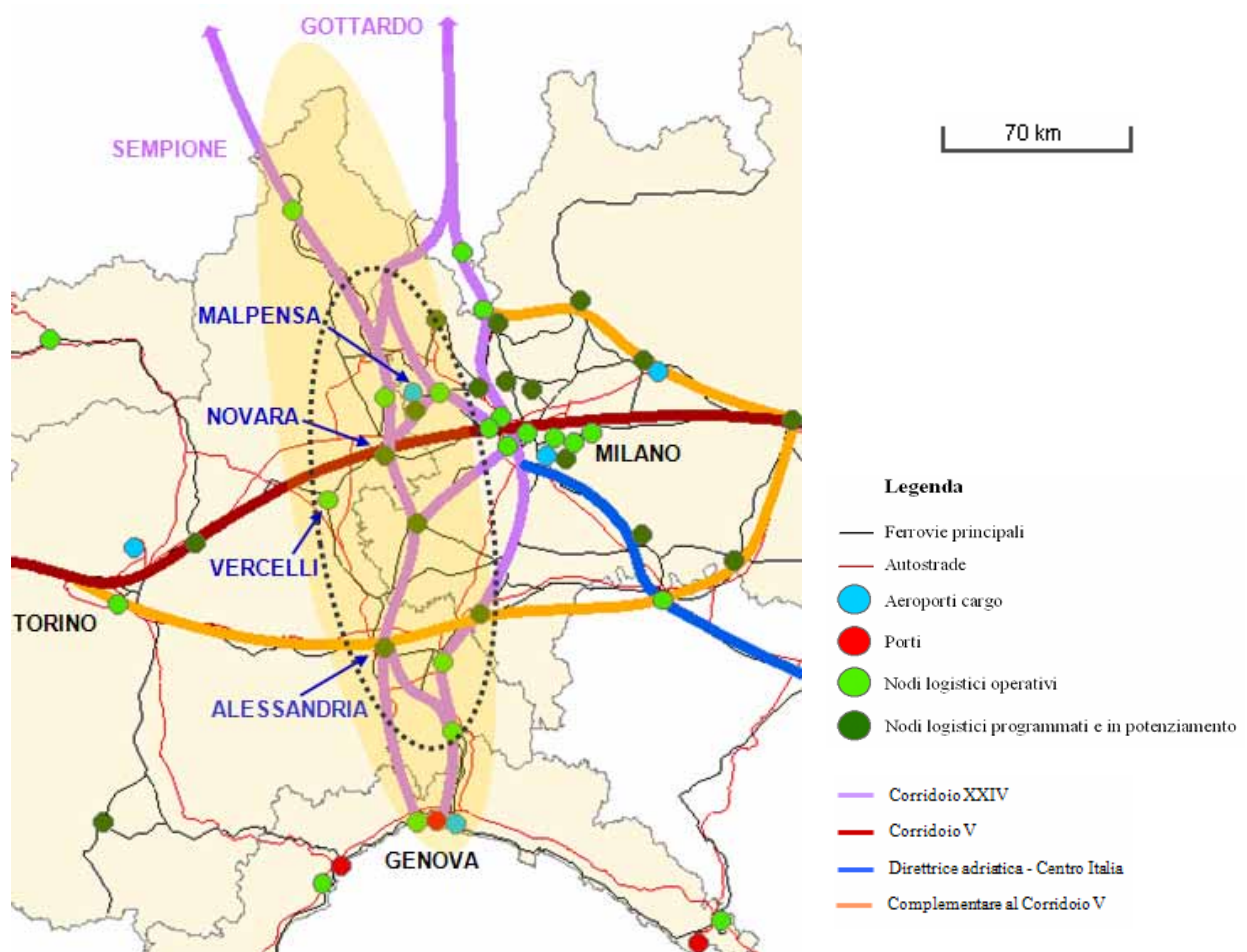 GOTTARDO
SEMPIONE
70 km
MALPENSA
NOVARA
MILANO
VERCELLI
TORINO
ALESSANDRIA
GENOVA
Legenda
Ferrovie principali
Autostrade
Aeroporti cargo
Porti
Nodi logistici operativi
Nodi logistici programmati e in potenziamento
Corridoio XXIV
Corridoio V
Direttrice adriatica - Centro Italia
Complementare al Corridoio V